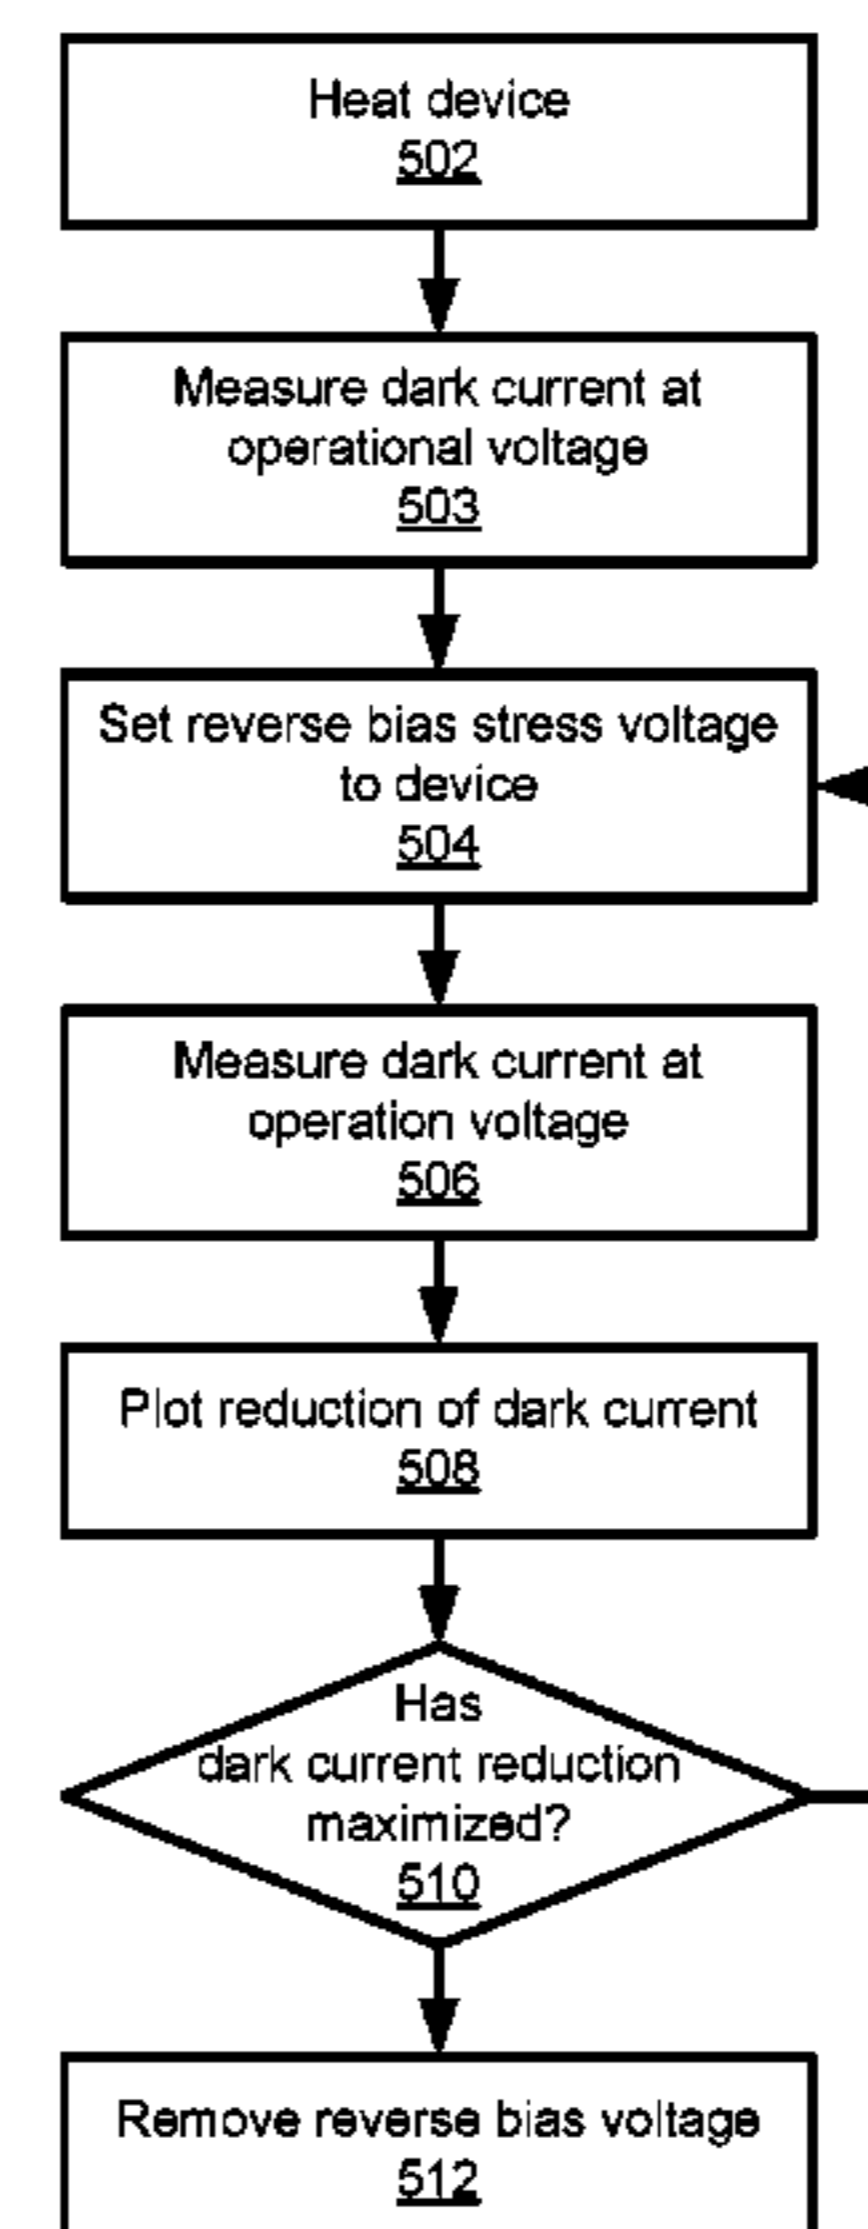 Heat device
502
Measure dark current at
operational voltage
503
Set reverse bias stress voltage
to device
504
Measure dark current at
operation voltage
506
Plot reduction of dark current
508
Has
dark current reduction
maximized?
510
Remove reverse bias voltage
512